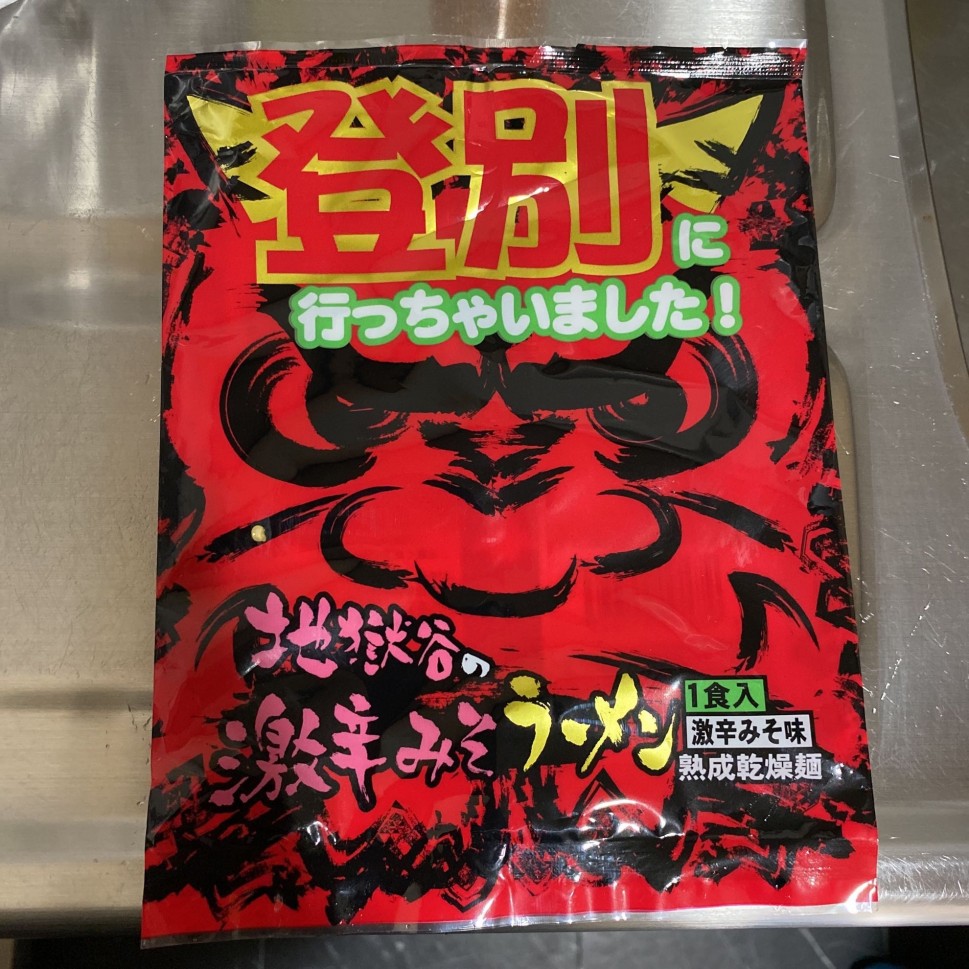 登別に
行っちゃいました!
地獄谷の
激辛みそラーメン
1食入
激辛みそ味
熟成乾燥麺